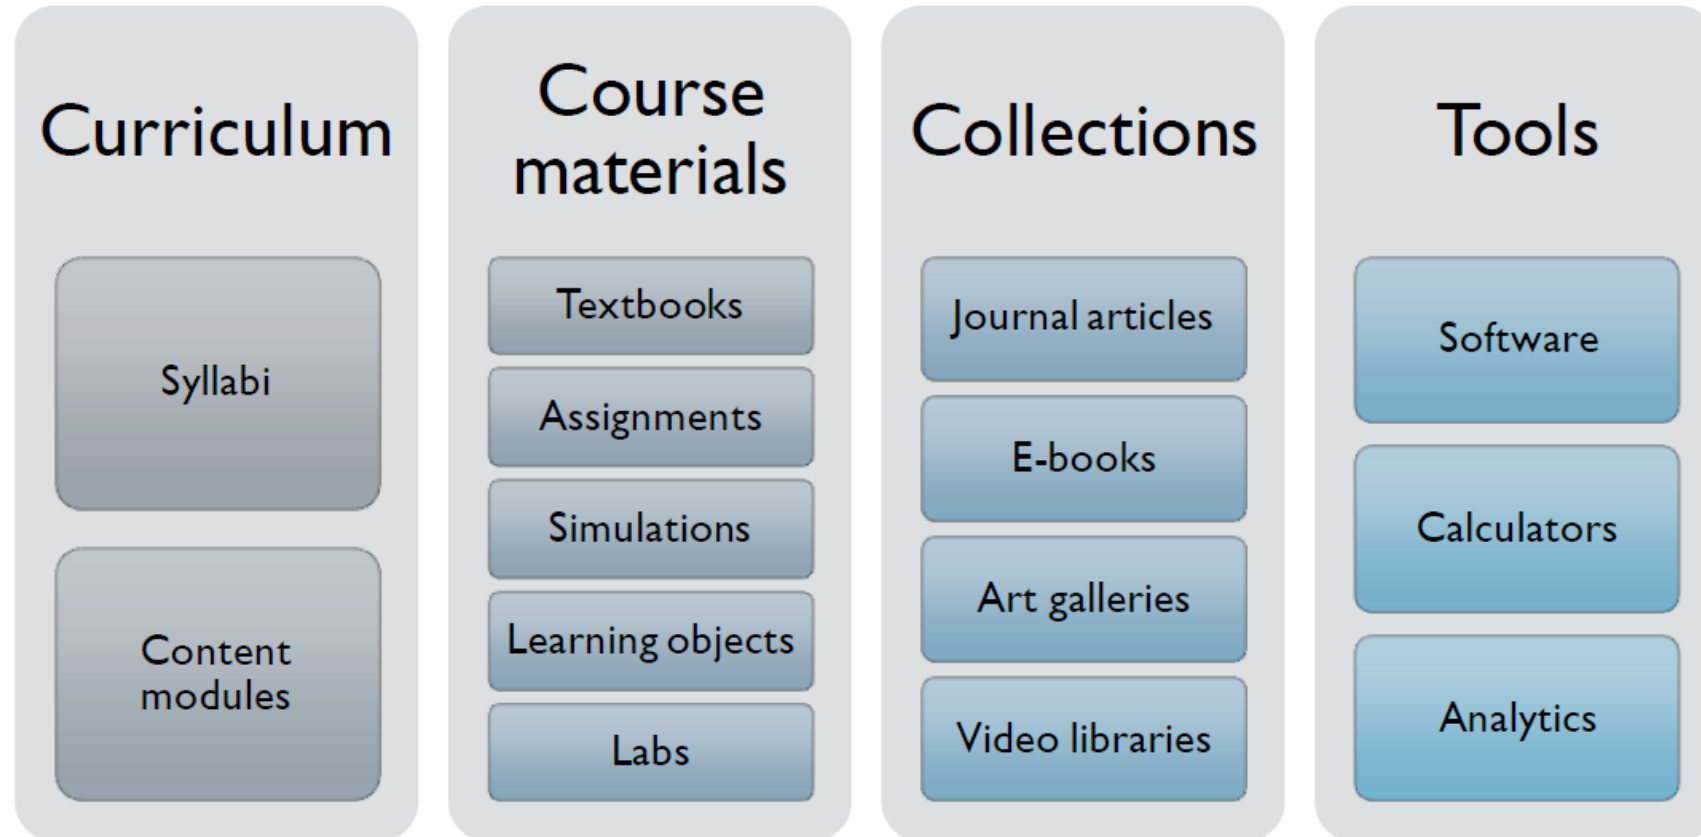 Curriculum
Syllabi
Content
modules
Course
materials
Textbooks
Assignments
Simulations
Learning objects
Labs
Collections
Journal articles
E-books
Art galleries
Video libraries
Tools
Software
Calculators
Analytics